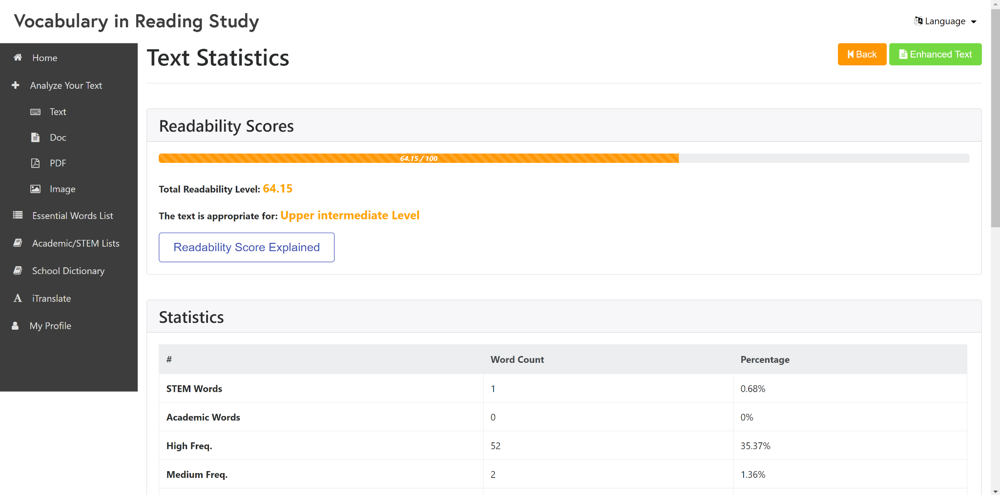 Vocabulary in Reading Study
Language
Home
Analyze Your Text
Text
Doc
PDF
Image
Essential Words List
Academic/STEM Lists
School Dictionary
iTranslate
My Profile
Text Statistics
Back
Enhanced Text
Readability Scores
64.15 / 100
Total Readability Level: 64.15
The text is appropriate for: Upper intermediate Level
Readability Score Explained
Statistics
# Word Count Percentage
STEM Words 1 0.68%
Academic Words 0 0%
High Freq. 52 35.37%
Medium Freq. 2 1.36%